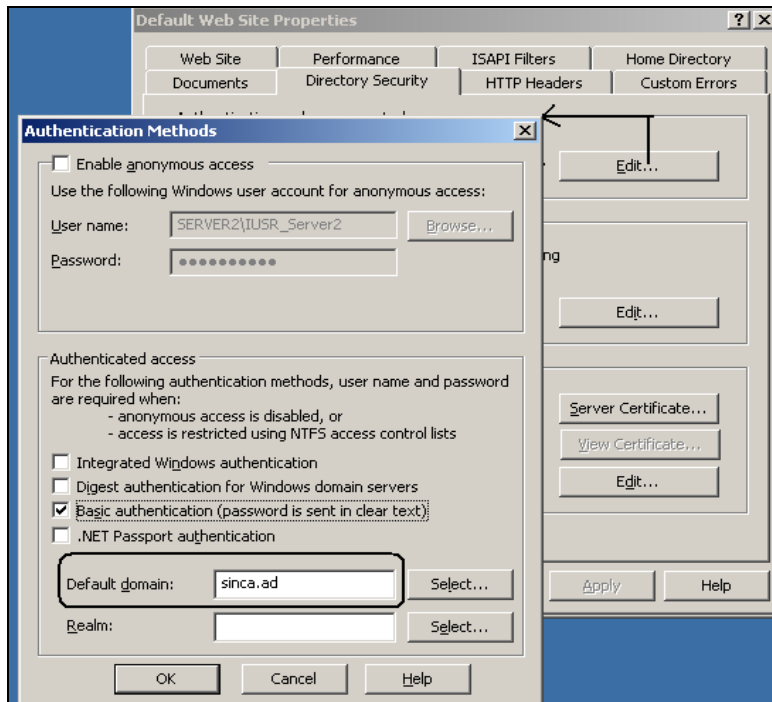 Default Web Site Properties
Web Site Performance ISAPI Filters Home Directory
Documents Directory Security HTTP Headers Custom Errors
Authentication Methods
Enable anonymous access
Use the following Windows user account for anonymous access:
Edit...
User name: SERVER2\IUSR_Server2 Browse...
Password: ●●●●●●●●●●
ng
Edit...
Authenticated access
For the following authentication methods, user name and password
are required when:
- anonymous access is disabled, or
- access is restricted using NTFS access control lists
Server Certificate...
View Certificate...
Integrated Windows authentication
Digest authentication for Windows domain servers
Edit...
Basic authentication (password is sent in clear text)
.NET Passport authentication
Default domain: sinca.ad Select...
Apply Help
Realm: Select...
OK Cancel Help